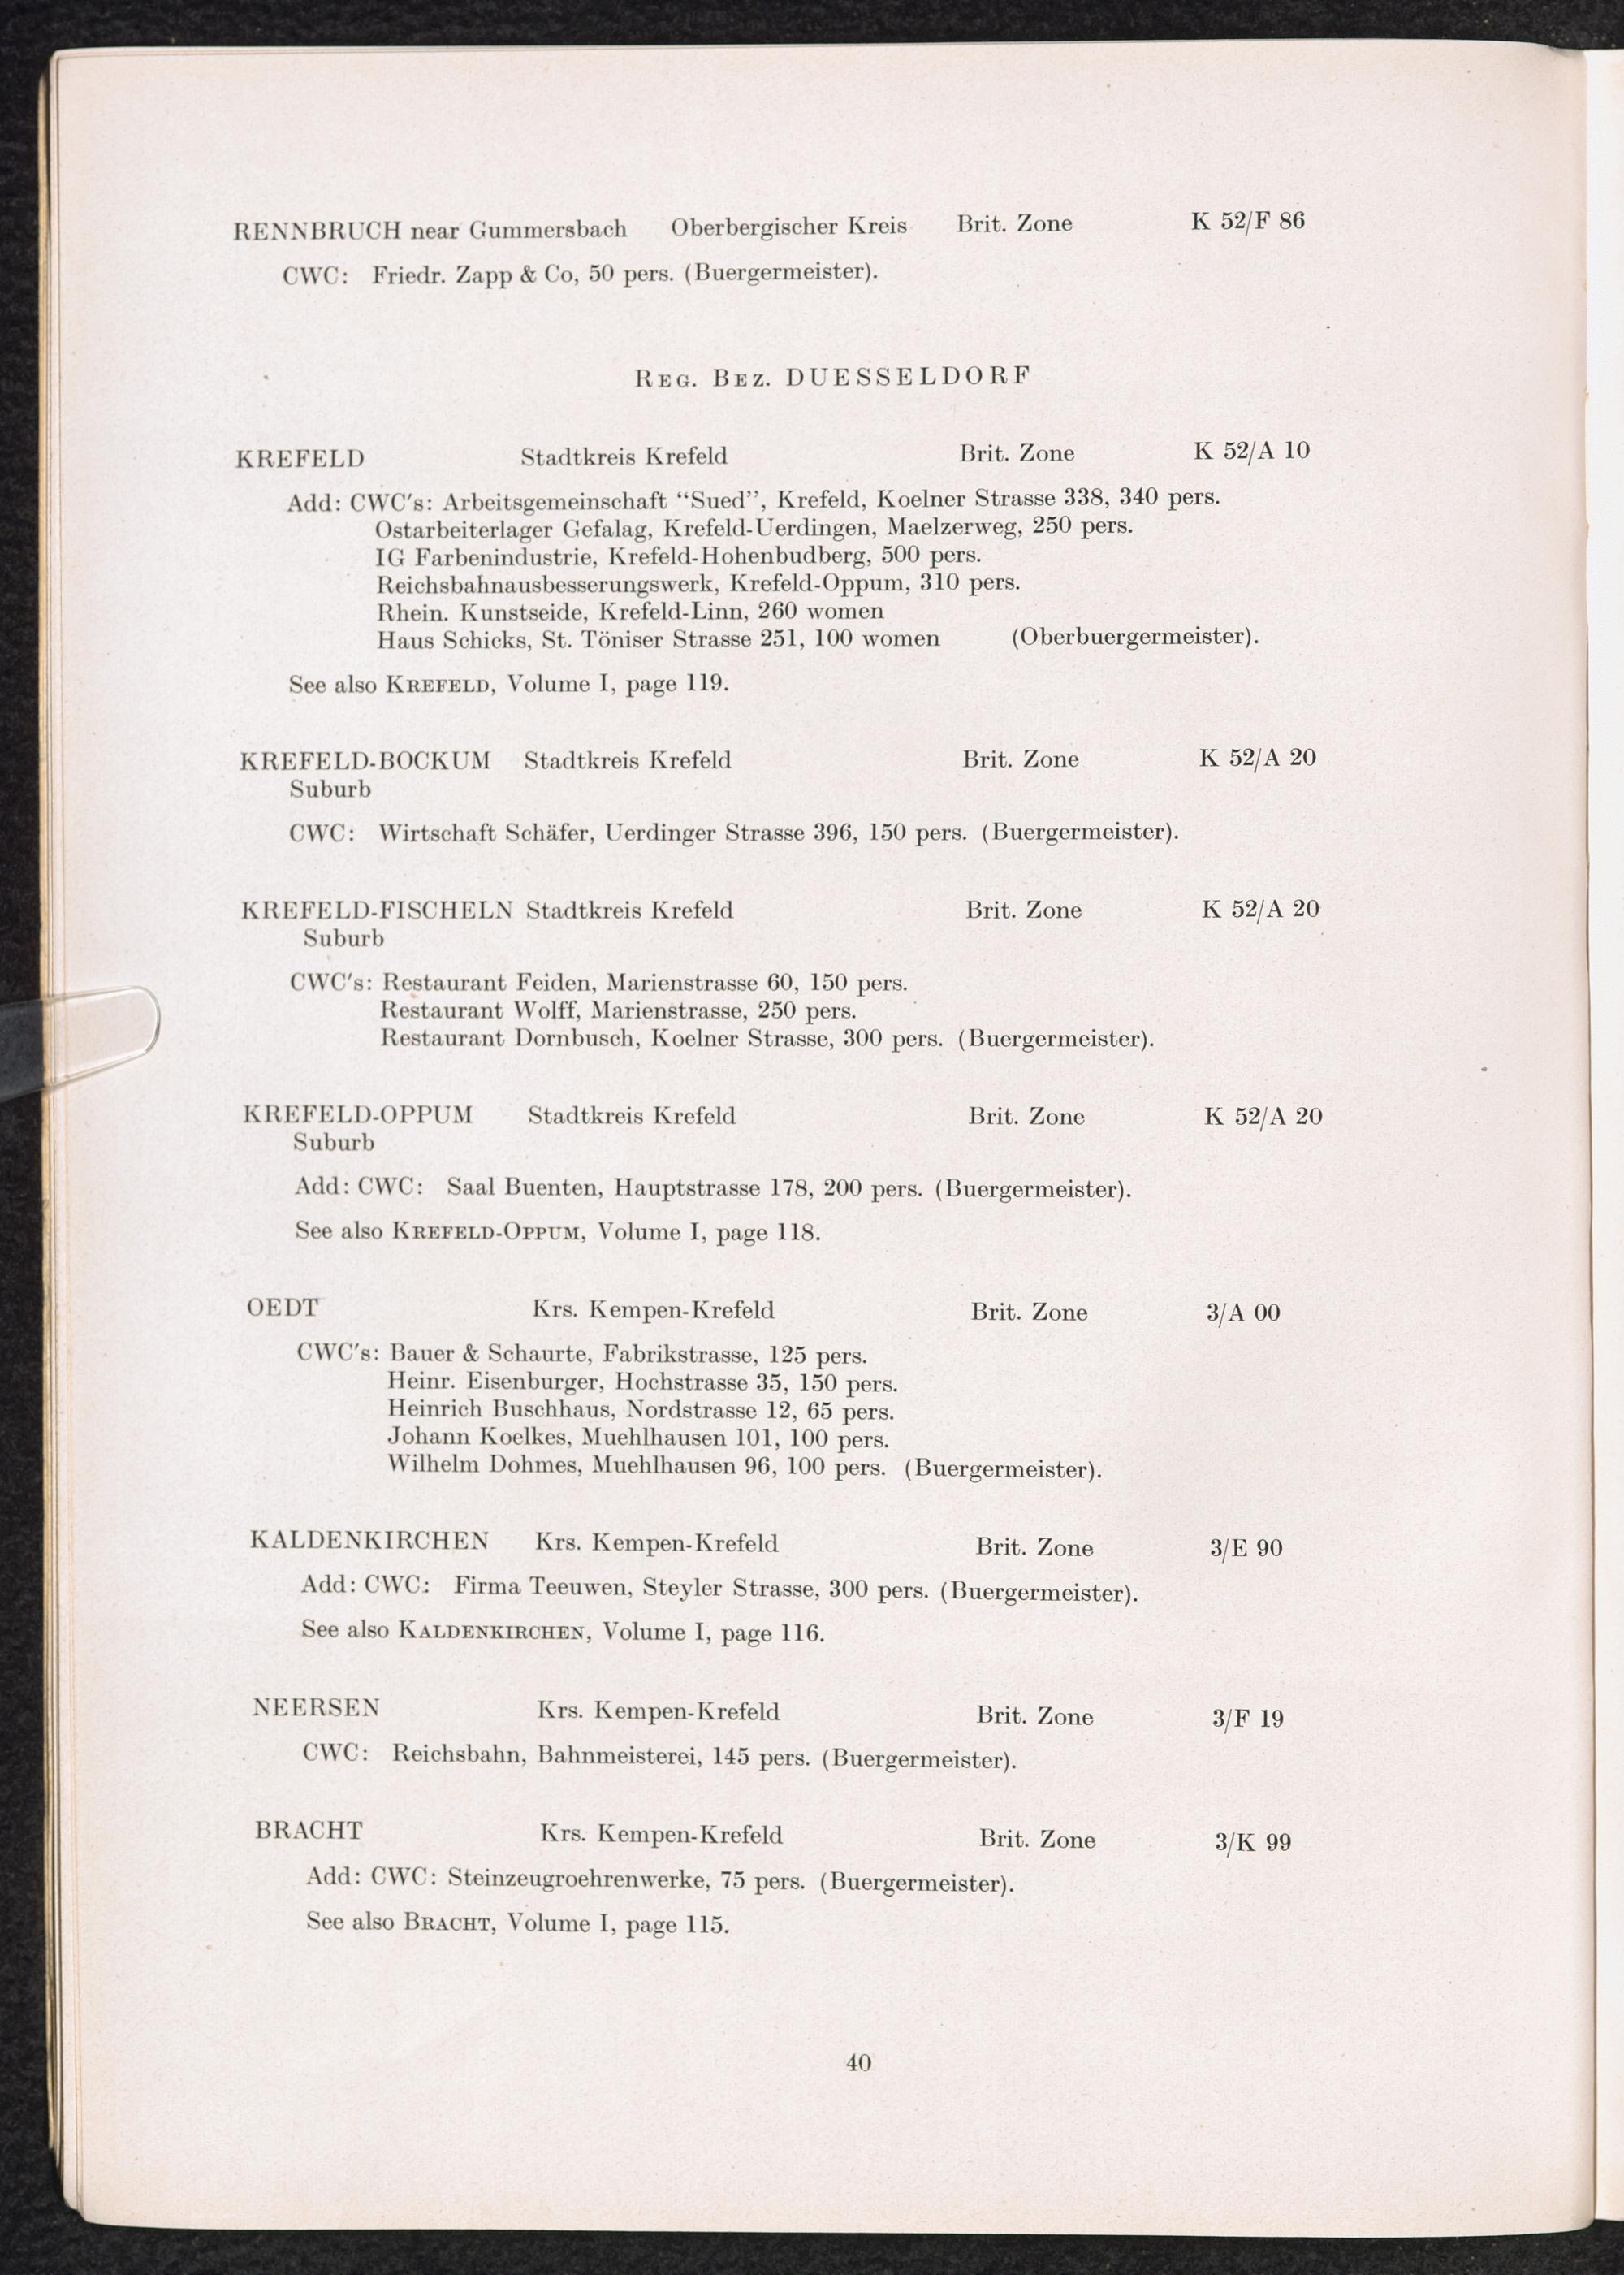 RENNBRUCH near Gummersbach Oberbergischer Kreis Brit. Zone K 52/F 86
CWC: Friedr. Zapp & Co, 50 pers. (Buergermeister).
REG. BEZ. DUESSELDORF
KREFELD Stadtkreis Krefeld Brit. Zone K 52/A 10
Add: CWC's: Arbeitsgemeinschaft “Sued”, Krefeld, Koelner Strasse 338, 340 pers.
Ostarbeiterlager Gefalag, Krefeld-Uerdingen, Maelzerweg, 250 pers.
IG Farbenindustrie, Krefeld-Hohenbudberg, 500 pers.
Reichsbahnausbesserungswerk, Krefeld-Oppum, 310 pers.
Rhein. Kunstseide, Krefeld-Linn, 260 women
Haus Schicks, St. Töniser Strasse 251, 100 women (Oberbuergermeister).
See also KREFELD, Volume I, page 119.
KREFELD-BOCKUM Stadtkreis Krefeld Brit. Zone K 52/A 20
Suburb
CWC: Wirtschaft Schäfer, Uerdinger Strasse 396, 150 pers. (Buergermeister).
KREFELD-FISCHELN Stadtkreis Krefeld Brit. Zone K 52/A 20
Suburb
CWC's: Restaurant Feiden, Marienstrasse 60, 150 pers.
Restaurant Wolff, Marienstrasse, 250 pers.
Restaurant Dornbusch, Koelner Strasse, 300 pers. (Buergermeister).
KREFELD-OPPUM Stadtkreis Krefeld Brit. Zone K 52/A 20
Suburb
Add: CWC: Saal Buenten, Hauptstrasse 178, 200 pers. (Buergermeister).
See also KREFELD-OPPUM, Volume I, page 118.
OEDT Krs. Kempen-Krefeld Brit. Zone 3/A 00
CWC's: Bauer & Schaurte, Fabrikstrasse, 125 pers.
Heinr. Eisenburger, Hochstrasse 35, 150 pers.
Heinrich Buschhaus, Nordstrasse 12, 65 pers.
Johann Koelkes, Muehlhausen 101, 100 pers.
Wilhelm Dohmes, Muehlhausen 96, 100 pers. (Buergermeister).
KALDENKIRCHEN Krs. Kempen-Krefeld Brit. Zone 3/E 90
Add: CWC: Firma Teeuwen, Steyler Strasse, 300 pers. (Buergermeister).
See also KALDENKIRCHEN, Volume I, page 116.
NEERSEN Krs. Kempen-Krefeld Brit. Zone 3/F 19
CWC: Reichsbahn, Bahnmeisterei, 145 pers. (Buergermeister).
BRACHT Krs. Kempen-Krefeld Brit. Zone 3/K 99
Add: CWC: Steinzeugroehrenwerke, 75 pers. (Buergermeister).
See also BRACHT, Volume I, page 115.
40